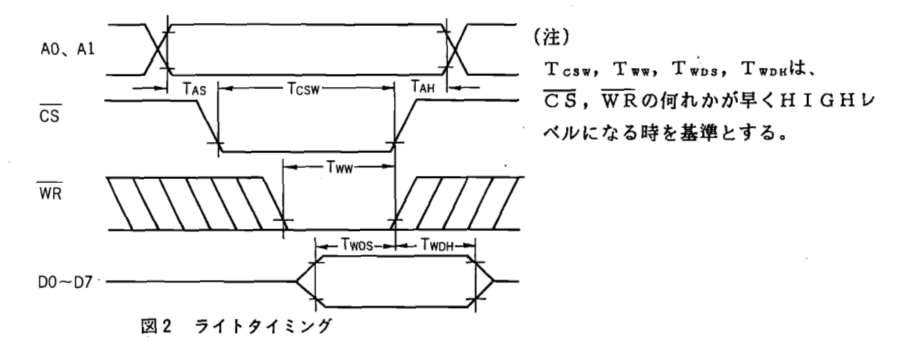 A0、A1
TAS
TCSW
TAH
CS
TWW
WR
TWDS
TWDH
D0~D7
図2 ライトタイミング
(注)
TCSW, TWW, TWDS, TWDHは、
CS, WRの何れかが早くHIGHレ
ベルになる時を基準とする。